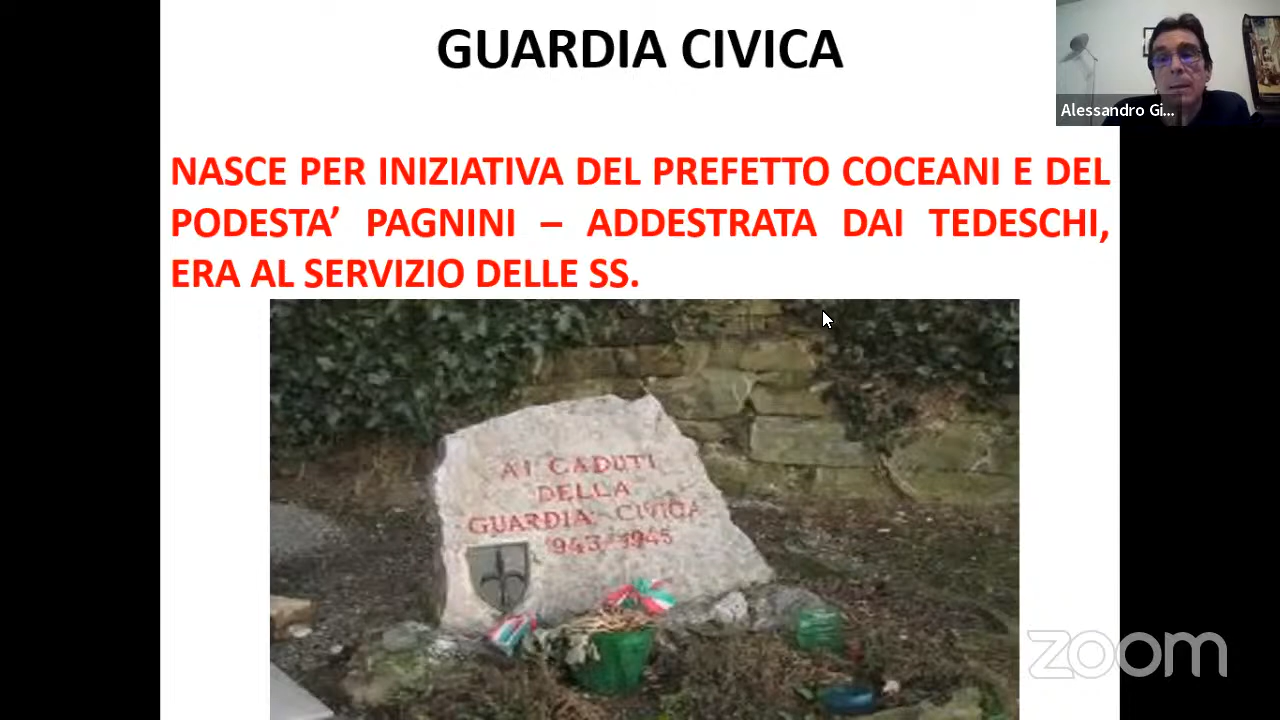 GUARDIA CIVICA
Alessandro Gi...
NASCE PER INIZIATIVA DEL PREFETTO COCEANI E DEL
PODESTA’ PAGNINI – ADDESTRATA DAI TEDESCHI,
ERA AL SERVIZIO DELLE SS.
AI CADUTI
DELLA
GUARDIA CIVICA
1943-1945
zoom